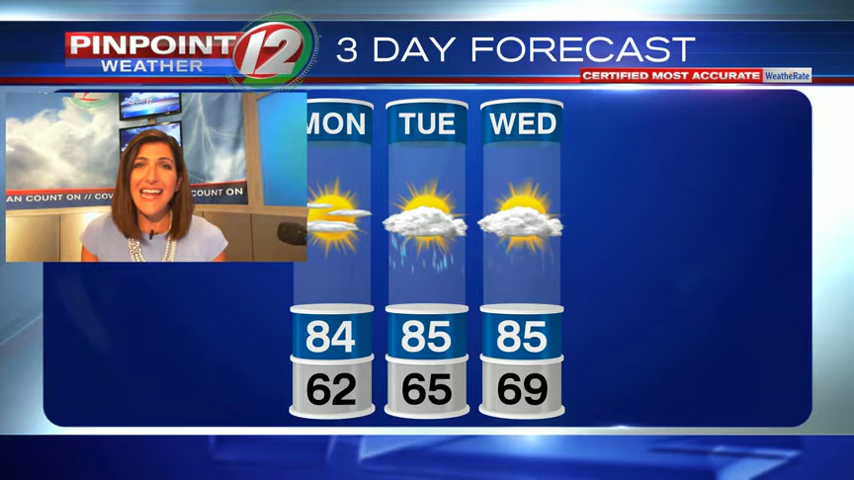 PINPOINT 12 3 DAY FORECAST
WEATHER
CERTIFIED MOST ACCURATE WeatheRate
MON TUE WED
12
AN COUNT ON // COV COUNT ON
84 85 85
62 65 69